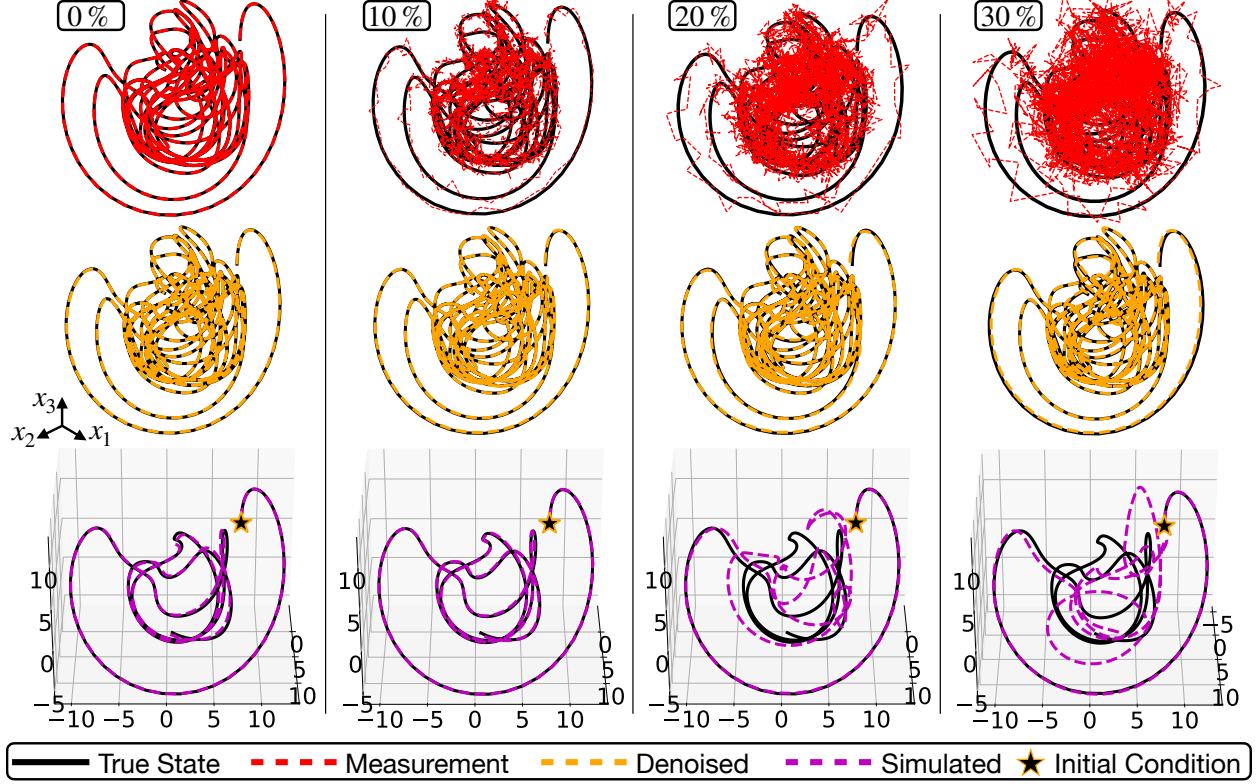 0 % 10 % 20 % 30 %
x3
x2 x1
10 10 10 10
5 5 5 5
0 0 0 0
−5 −5 −5 −5
0 0 0 −5
5 5 5 0
10 10 10 5
10
−10 −5 0 5 10 −10 −5 0 5 10 −10 −5 0 5 10 −10 −5 0 5 10
True State Measurement Denoised Simulated Initial Condition